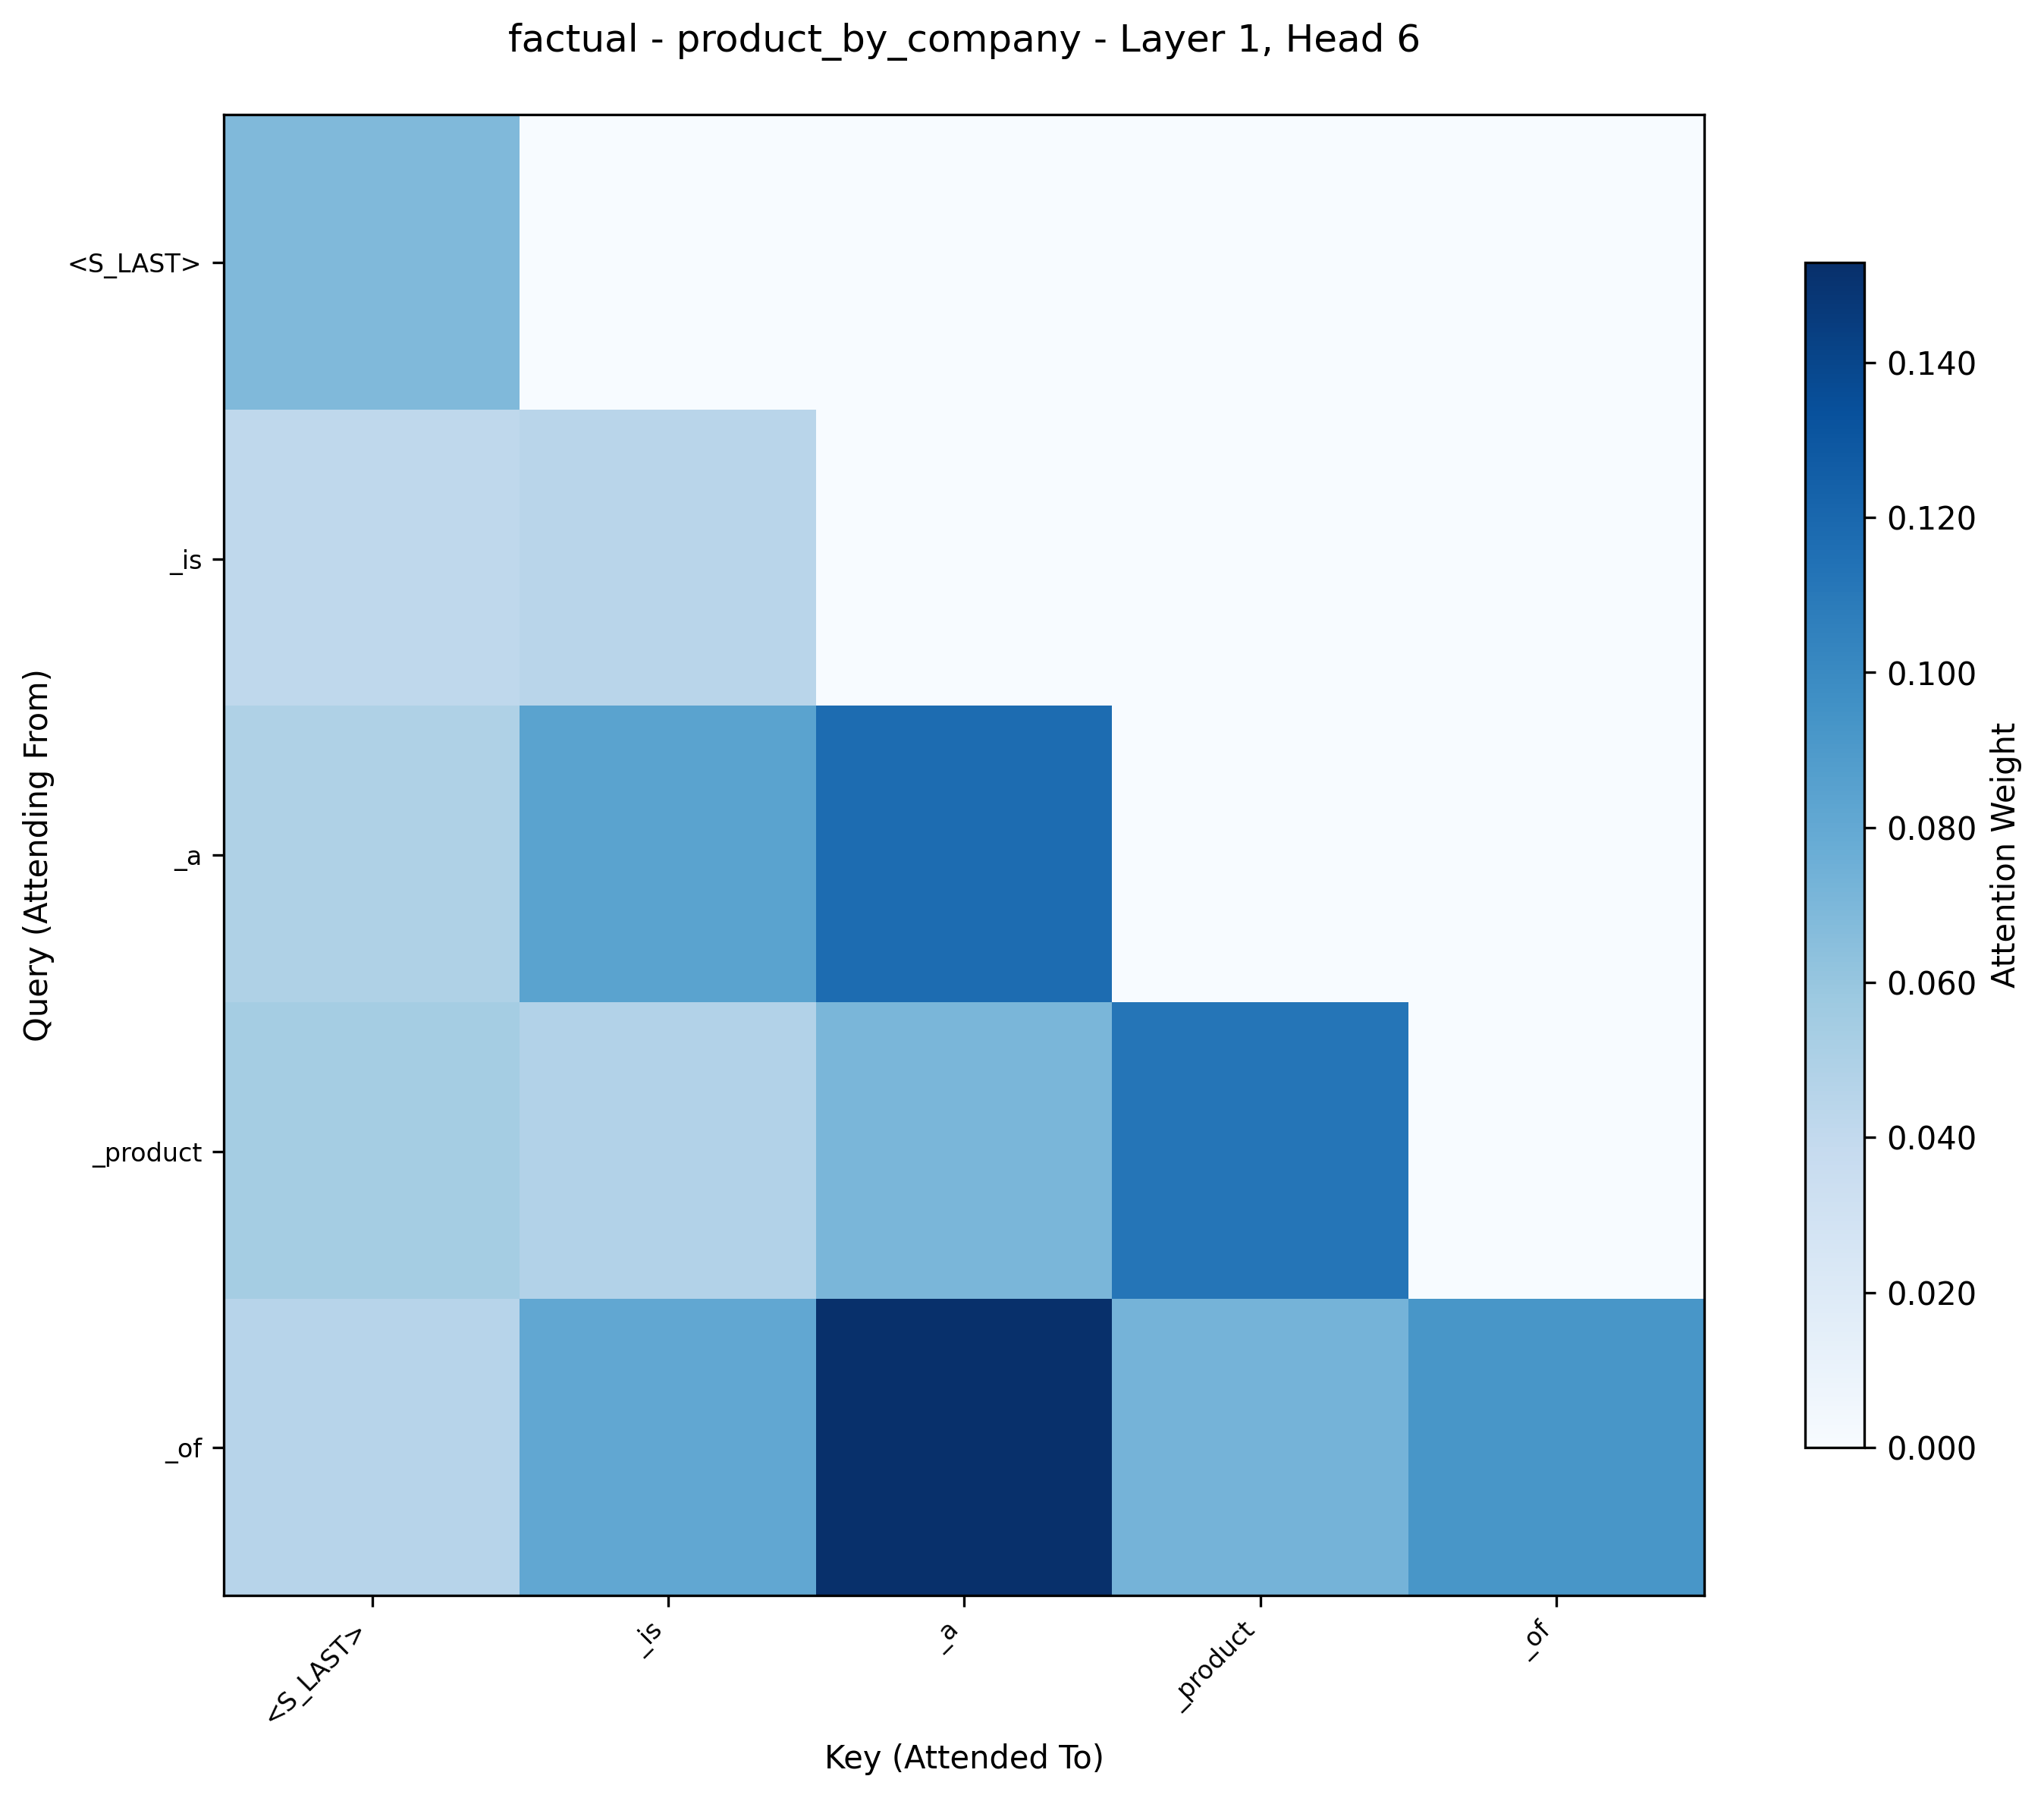 factual - product_by_company - Layer 1, Head 6
Query (Attending From)
<S_LAST>
_is
_a
_product
_of
<S_LAST>
_is
_a
_product
_of
Key (Attended To)
0.140
0.120
0.100
0.080
0.060
0.040
0.020
0.000
Attention Weight